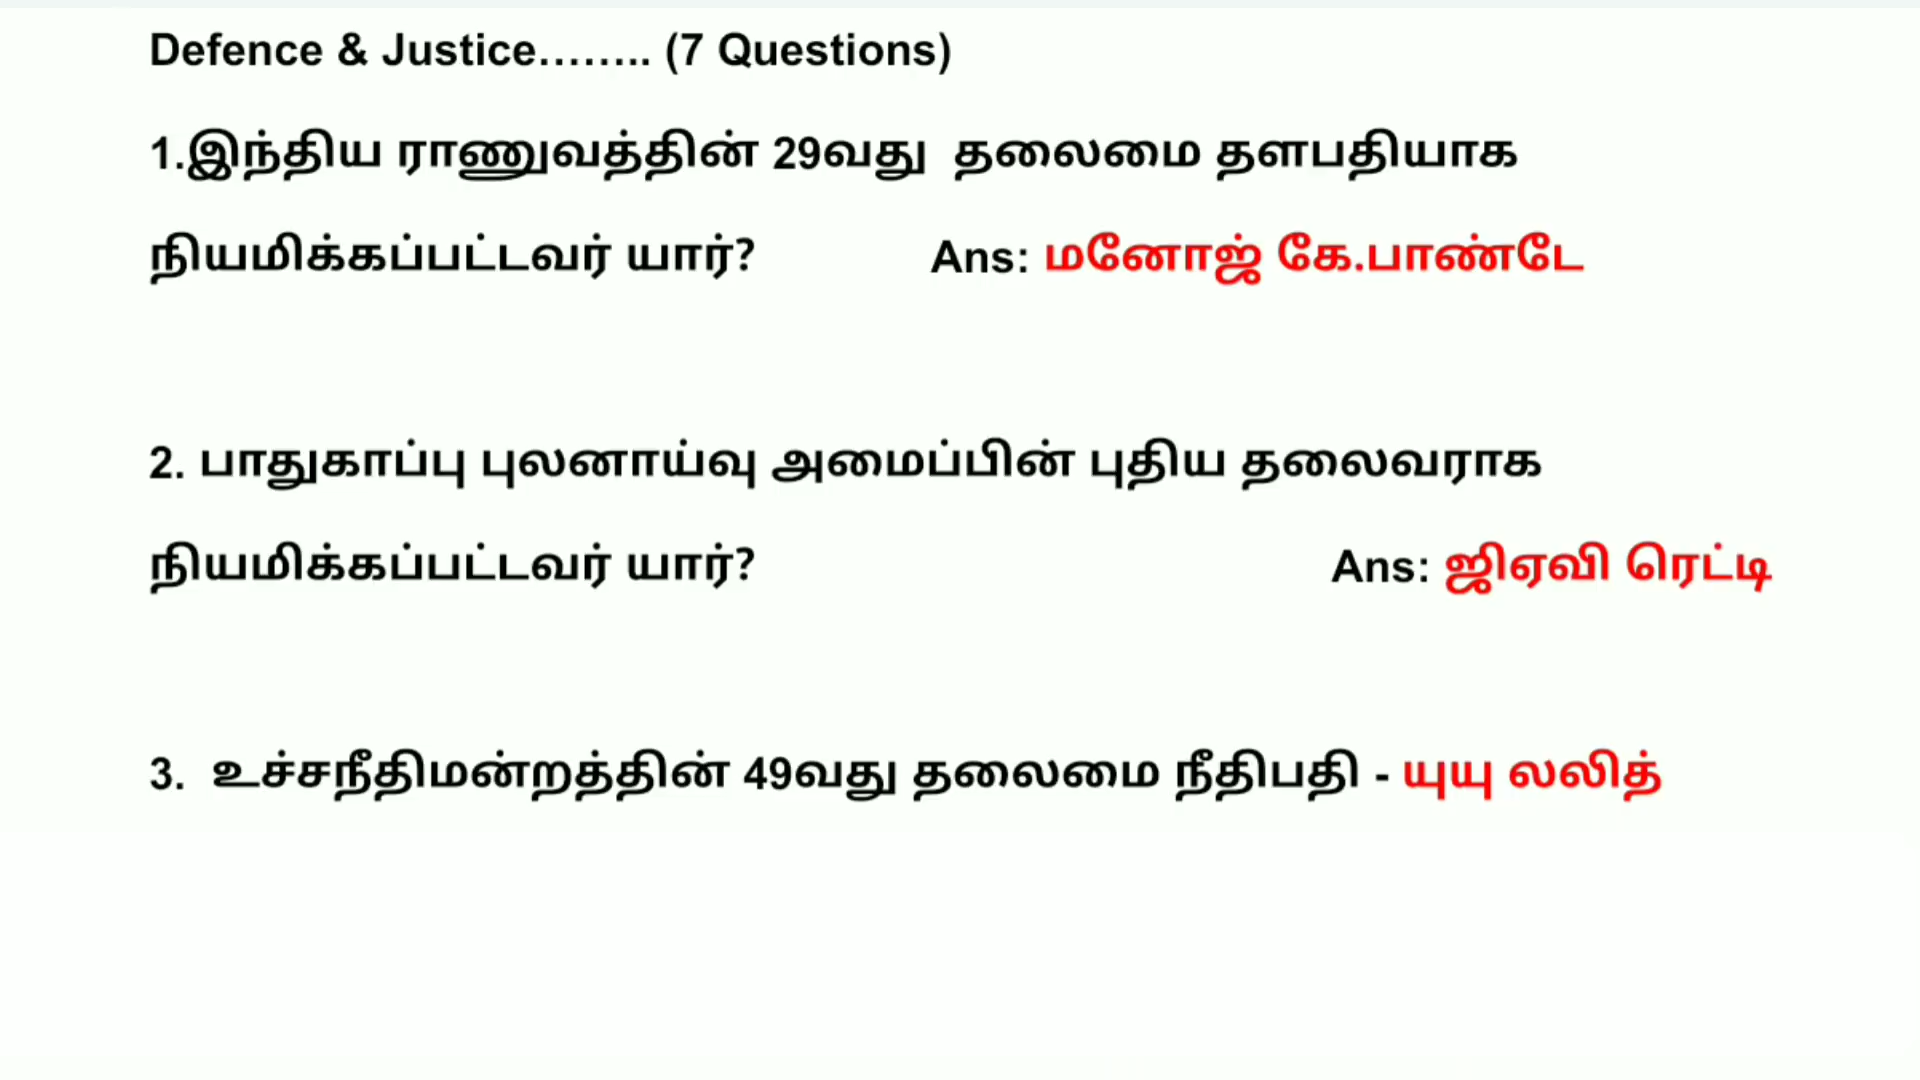 Defence & Justice........ (7 Questions)
1.இந்திய ராணுவத்தின் 29வது  தலைமை தளபதியாக
நியமிக்கப்பட்டவர் யார்? Ans: மனோஜ் கே.பாண்டே
2. பாதுகாப்பு புலனாய்வு அமைப்பின் புதிய தலைவராக
நியமிக்கப்பட்டவர் யார்? Ans: ஜிஏவி ரெட்டி
3.  உச்சநீதிமன்றத்தின் 49வது தலைமை நீதிபதி - யுயு லலித்